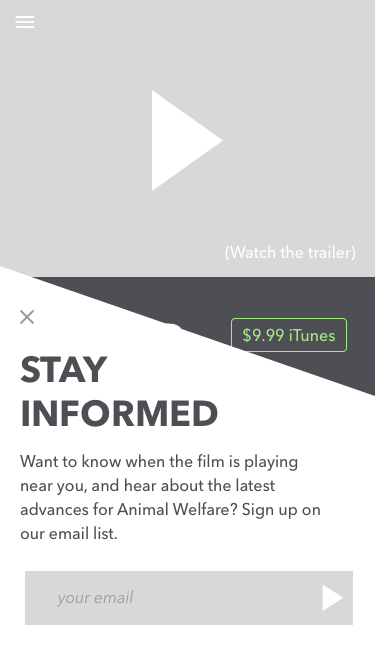 (Watch the trailer)
$9.99 iTunes
STAY
INFORMED
Want to know when the film is playing
near you, and hear about the latest
advances for Animal Welfare? Sign up on
our email list.
your email